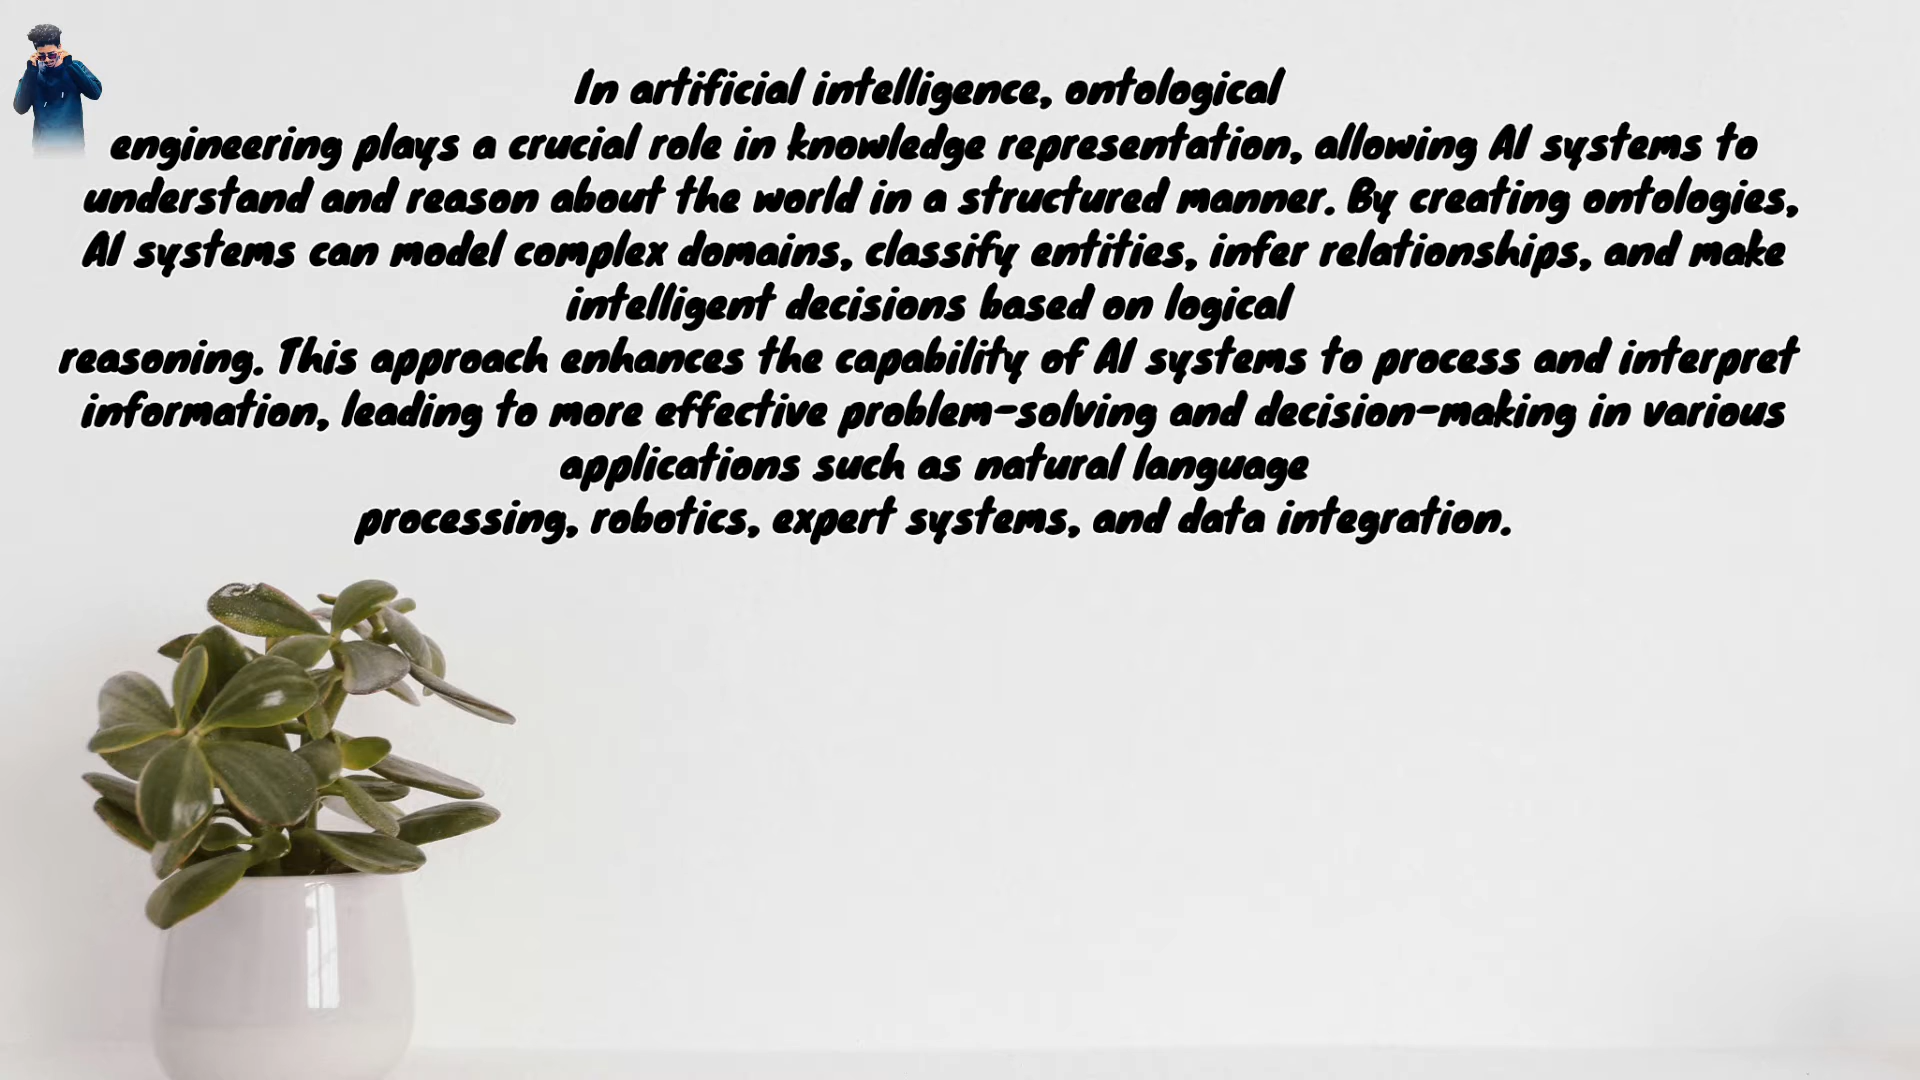 In artificial intelligence, ontological
engineering plays a crucial role in knowledge representation, allowing AI systems to
understand and reason about the world in a structured manner. By creating ontologies,
AI systems can model complex domains, classify entities, infer relationships, and make
intelligent decisions based on logical
reasoning. This approach enhances the capability of AI systems to process and interpret
information, leading to more effective problem-solving and decision-making in various
applications such as natural language
processing, robotics, expert systems, and data integration.